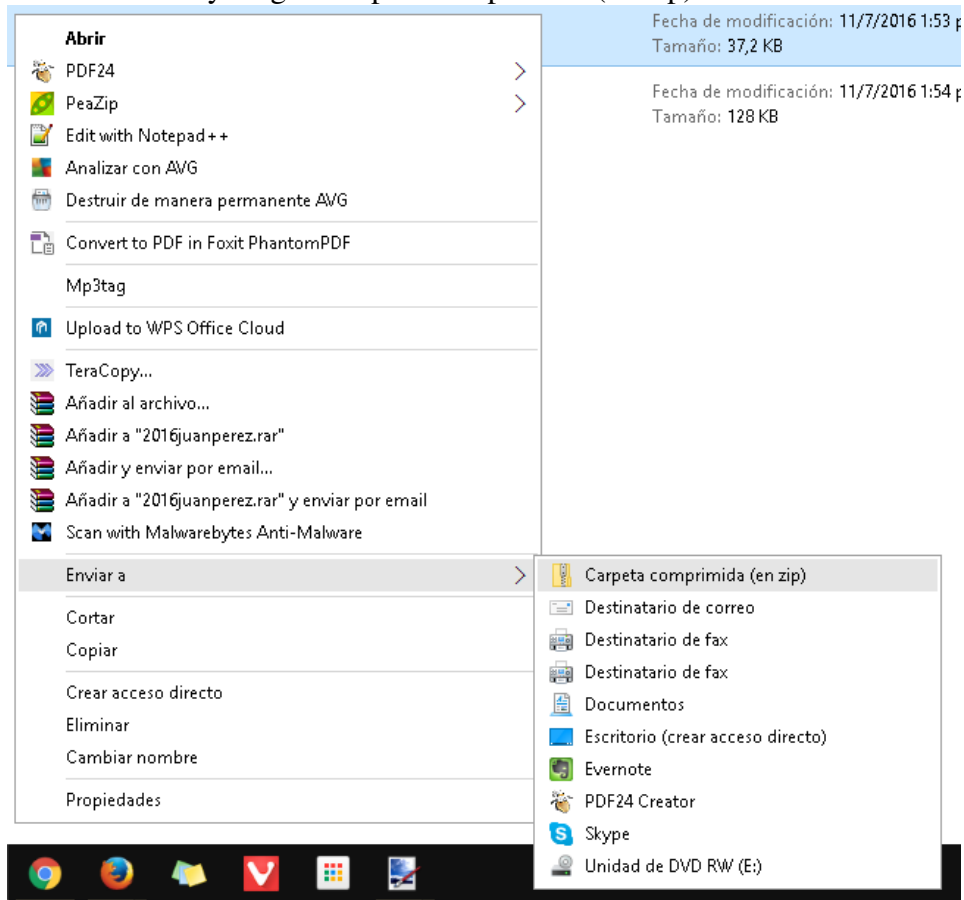 Fecha de modificación: 11/7/2016 1:53 p
Tamaño: 37,2 KB
Fecha de modificación: 11/7/2016 1:54 p
Tamaño: 128 KB
Abrir
PDF24
PeaZip
Edit with Notepad++
Analizar con AVG
Destruir de manera permanente AVG
Convert to PDF in Foxit PhantomPDF
Mp3tag
Upload to WPS Office Cloud
TeraCopy...
Añadir al archivo...
Añadir a "2016juanperez.rar"
Añadir y enviar por email...
Añadir a "2016juanperez.rar" y enviar por email
Scan with Malwarebytes Anti-Malware
Enviar a
Cortar
Copiar
Crear acceso directo
Eliminar
Cambiar nombre
Propiedades
Carpeta comprimida (en zip)
Destinatario de correo
Destinatario de fax
Destinatario de fax
Documentos
Escritorio (crear acceso directo)
Evernote
PDF24 Creator
Skype
Unidad de DVD RW (E:)